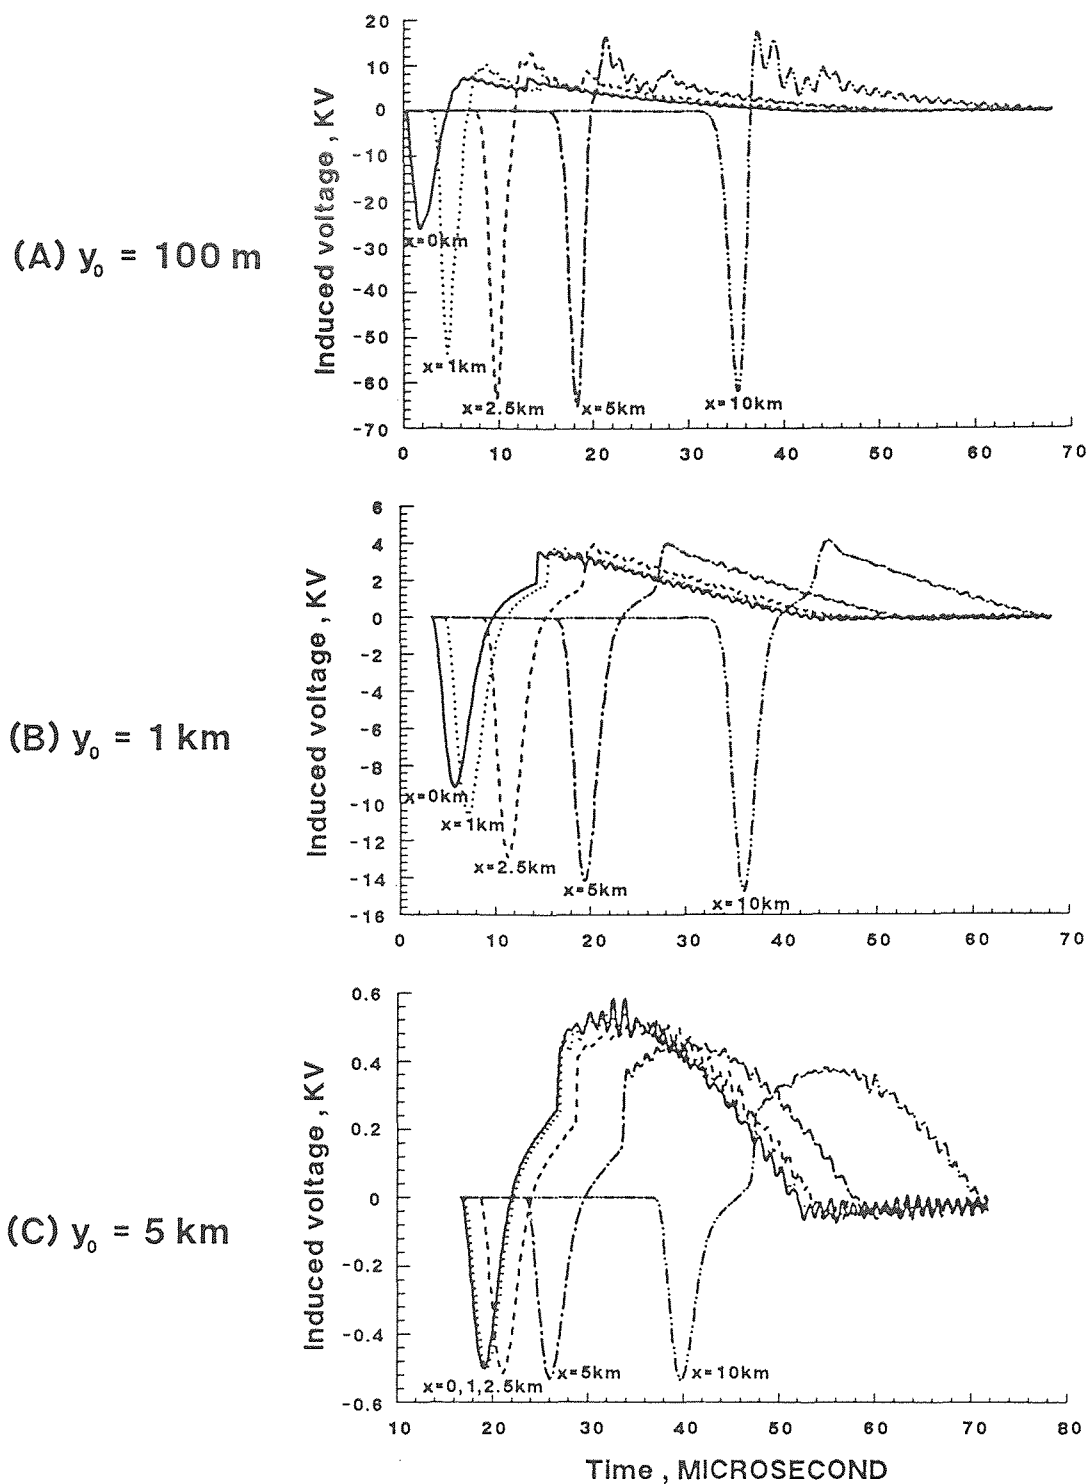 (A) y₀ = 100 m
Induced voltage , KV
20
10
0
-10
-20
-30
-40
-50
-60
-70
x=0km
x=1km
x=2.5km
x=5km
x=10km
0 10 20 30 40 50 60 70
(B) y₀ = 1 km
Induced voltage , KV
6
4
2
0
-2
-4
-6
-8
-10
-12
-14
-16
x=0km
x=1km
x=2.5km
x=5km
x=10km
0 10 20 30 40 50 60 70
(C) y₀ = 5 km
Induced voltage , KV
0.6
0.4
0.2
0
-0.2
-0.4
-0.6
x=0,1,2.5km
x=5km
x=10km
10 20 30 40 50 60 70 80
Time , MICROSECOND